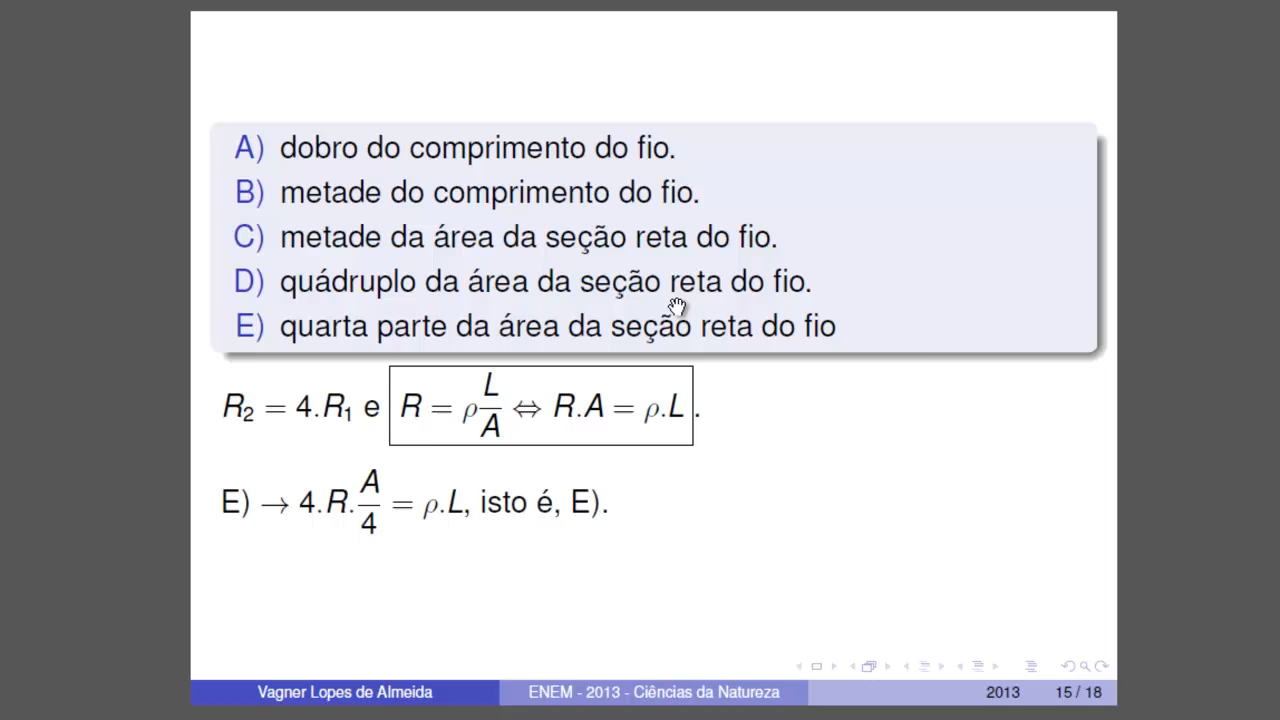 A) dobro do comprimento do fio.
B) metade do comprimento do fio.
C) metade da área da seção reta do fio.
D) quádruplo da área da seção reta do fio.
E) quarta parte da área da seção reta do fio
R₂ = 4.R₁ e R = ρ L/A ⇔ R.A = ρ.L.
E) → 4.R. A/4 = ρ.L, isto é, E).
Vagner Lopes de Almeida ENEM - 2013 - Ciências da Natureza 2013 15 / 18